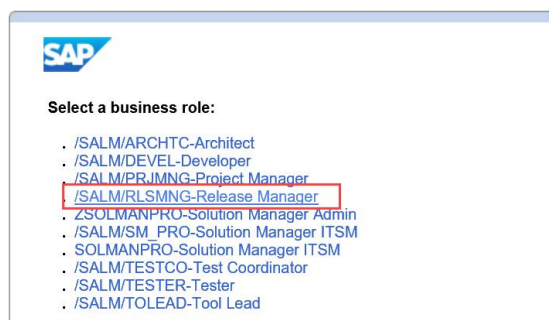 SAP
Select a business role:
/SALM/ARCHTC-Architect
/SALM/DEVEL-Developer
/SALM/PRJMNG-Project Manager
/SALM/RLSMNG-Release Manager
ZSOLMANPRO-Solution Manager Admin
/SALM/SM_PRO-Solution Manager ITSM
SOLMANPRO-Solution Manager ITSM
/SALM/TESTCO-Test Coordinator
/SALM/TESTER-Tester
/SALM/TOLEAD-Tool Lead